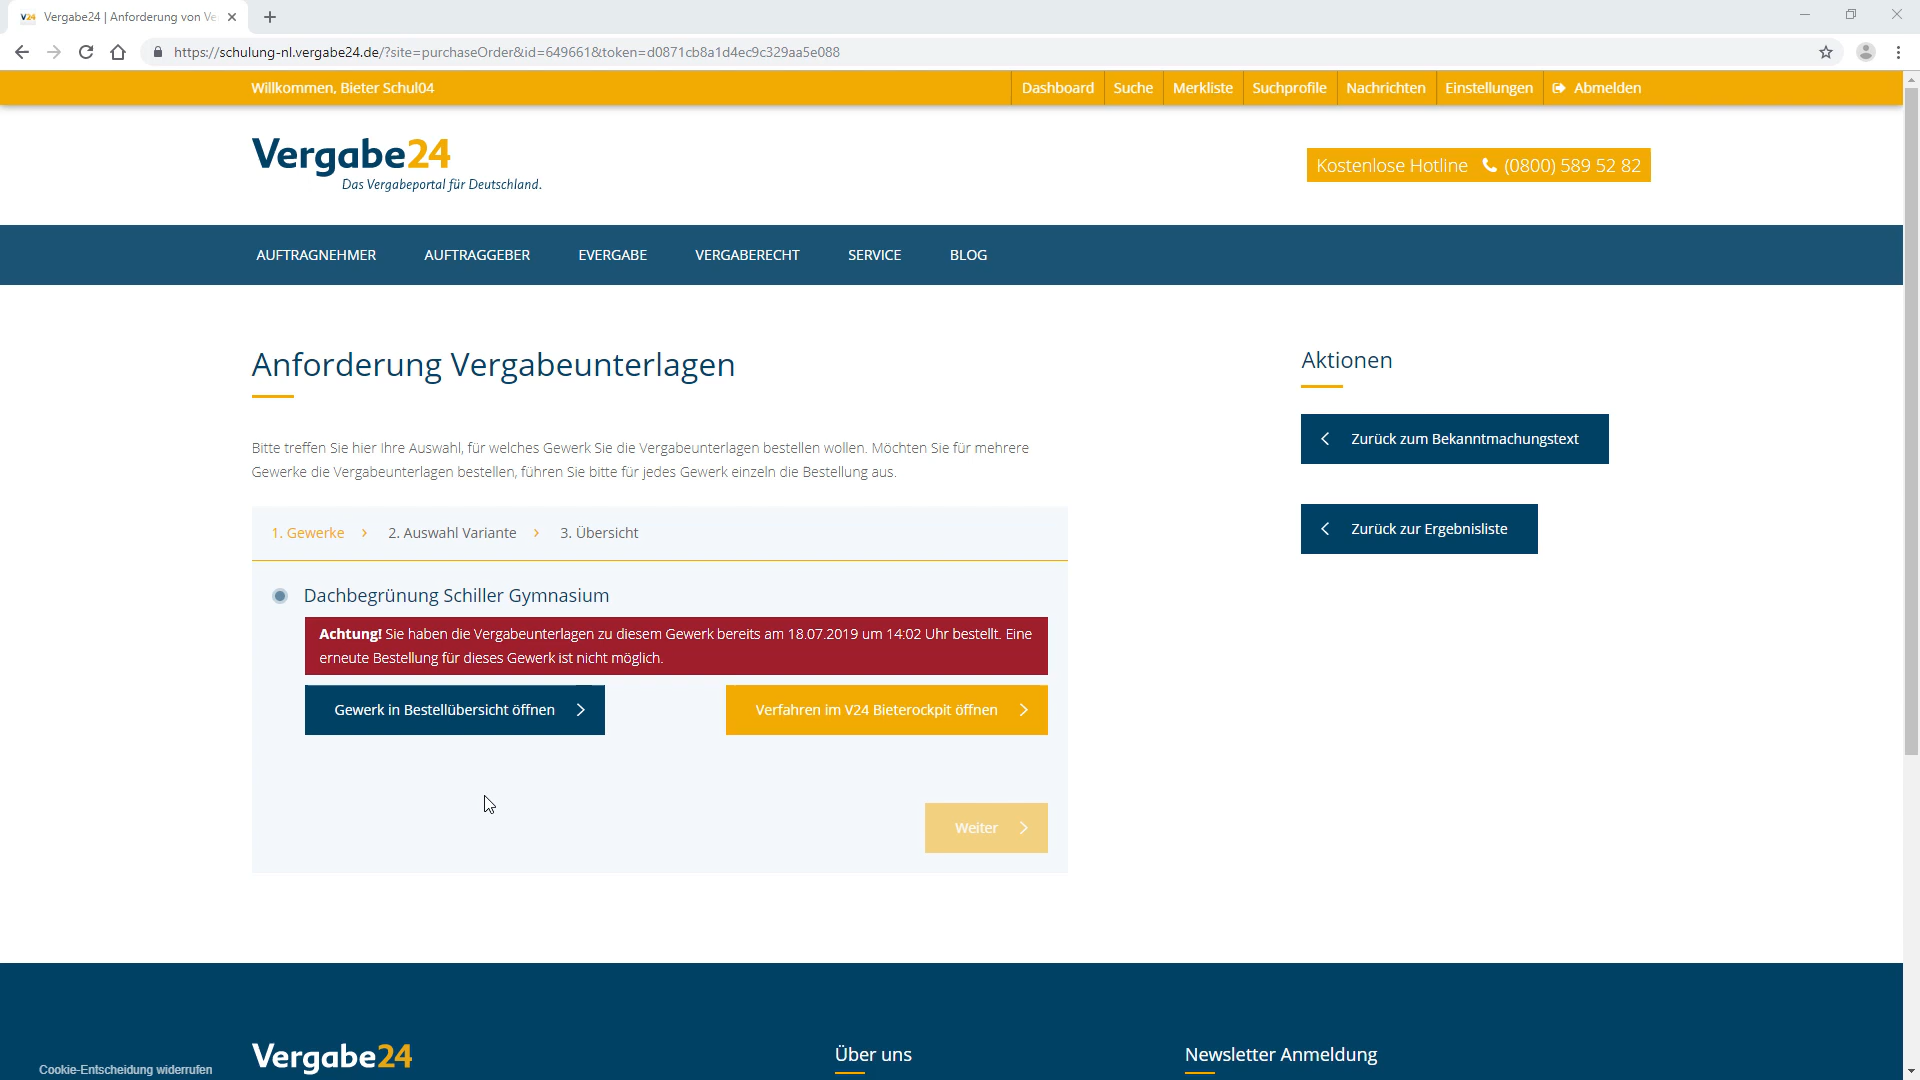 Vergabe24 | Anforderung von Ve
https://schulung-nl.vergabe24.de/?site=purchaseOrder&id=649661&token=d0871cb8a1d4ec9c329aa5e088
Willkommen, Bieter Schul04
Dashboard
Suche
Merkliste
Suchprofile
Nachrichten
Einstellungen
Abmelden
Vergabe24
Das Vergabeportal für Deutschland.
Kostenlose Hotline (0800) 589 52 82
AUFTRAGNEHMER
AUFTRAGGEBER
EVERGABE
VERGABERECHT
SERVICE
BLOG
Anforderung Vergabeunterlagen
Bitte treffen Sie hier Ihre Auswahl, für welches Gewerk Sie die Vergabeunterlagen bestellen wollen. Möchten Sie für mehrere
Gewerke die Vergabeunterlagen bestellen, führen Sie bitte für jedes Gewerk einzeln die Bestellung aus.
1. Gewerke > 2. Auswahl Variante > 3. Übersicht
Dachbegrünung Schiller Gymnasium
Achtung! Sie haben die Vergabeunterlagen zu diesem Gewerk bereits am 18.07.2019 um 14:02 Uhr bestellt. Eine
erneute Bestellung für dieses Gewerk ist nicht möglich.
Gewerk in Bestellübersicht öffnen
Verfahren im V24 Bieterockpit öffnen
Weiter
Aktionen
Zurück zum Bekanntmachungstext
Zurück zur Ergebnisliste
Cookie-Entscheidung widerrufen
Vergabe24
Über uns
Newsletter Anmeldung